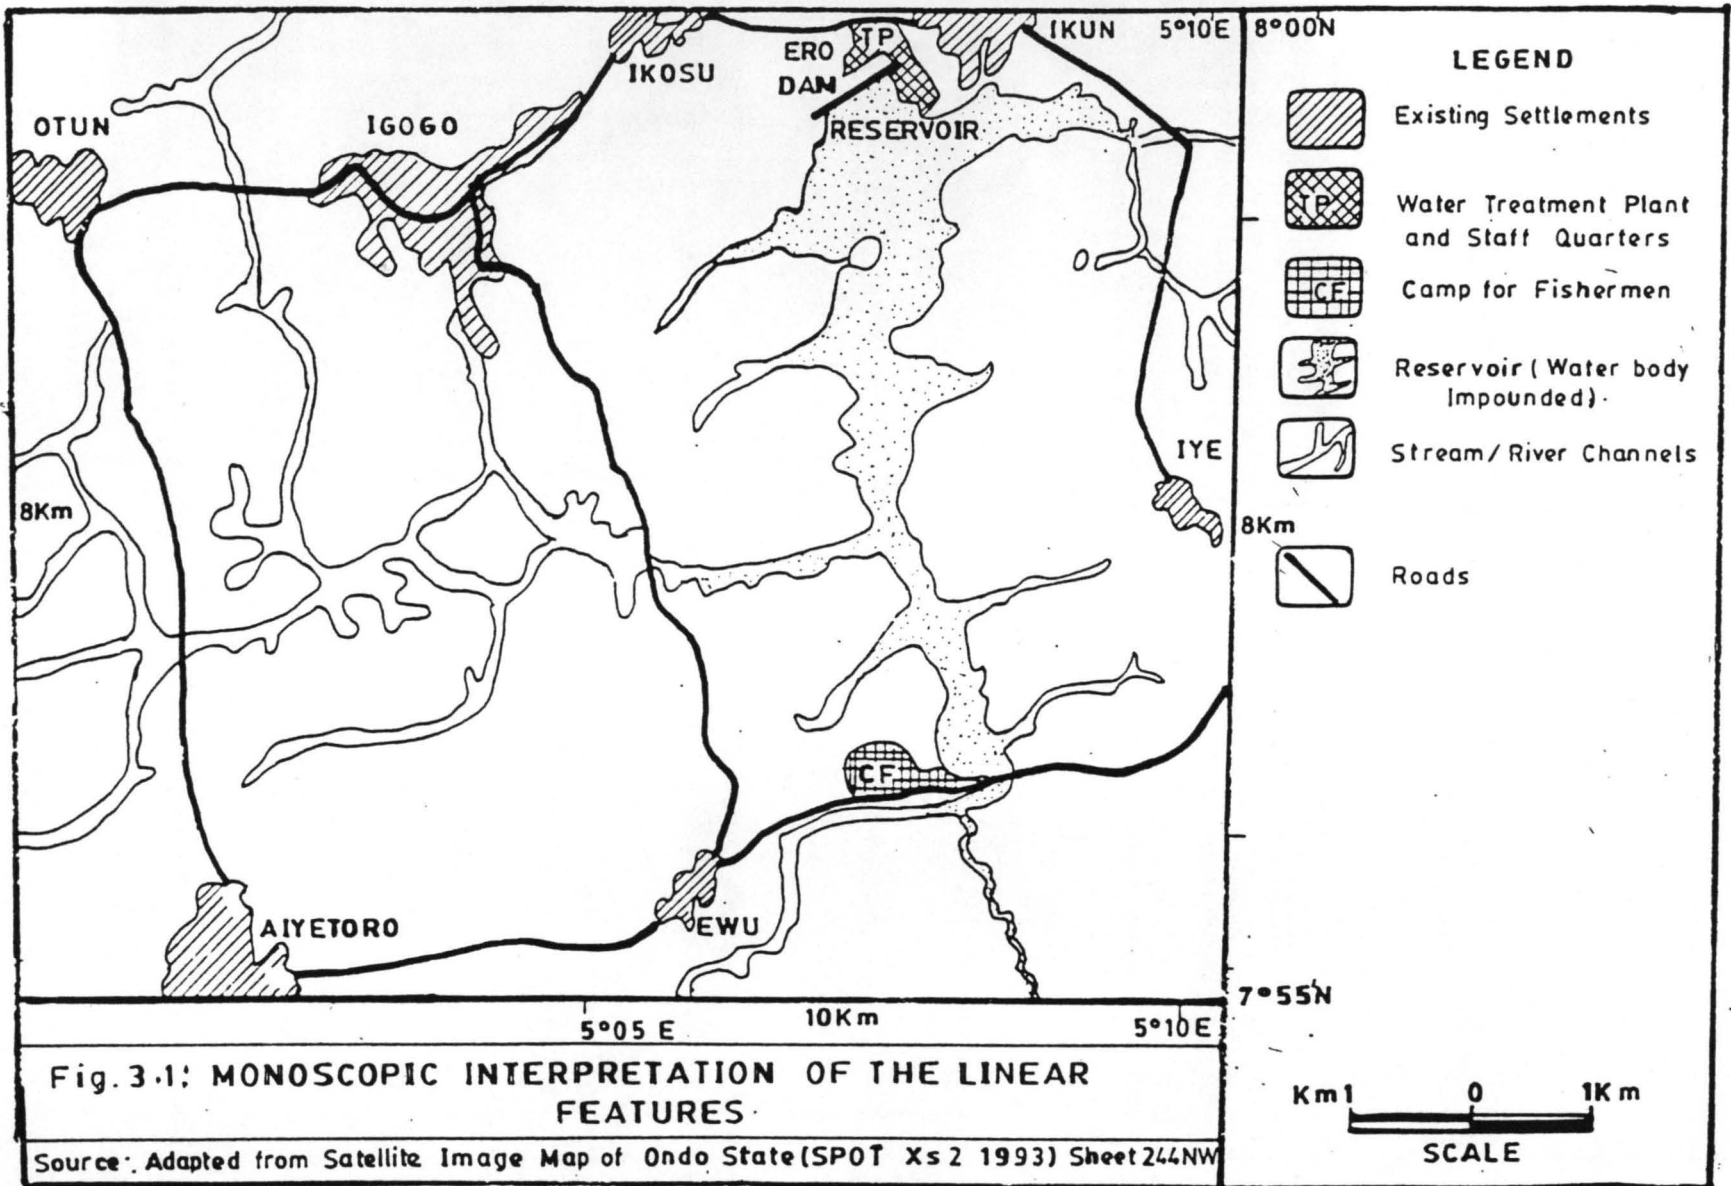 IKOSU
ERO
DAM
TP
IKUN
5°10E
8°00N
OTUN
IGOGO
RESERVOIR
IYE
8Km
8Km
CF
AIYETORO
EWU
7°55'N
5°05 E
10Km
5°10E
LEGEND
Existing Settlements
TP
Water Treatment Plant
and Staff Quarters
CF
Camp for Fishermen
Reservoir (Water body
Impounded).
Stream/River Channels
Roads
Km1 0 1Km
SCALE
Fig.3.1: MONOSCOPIC INTERPRETATION OF THE LINEAR
FEATURES.
Source: Adapted from Satellite Image Map of Ondo State (SPOT Xs2 1993) Sheet 244NW